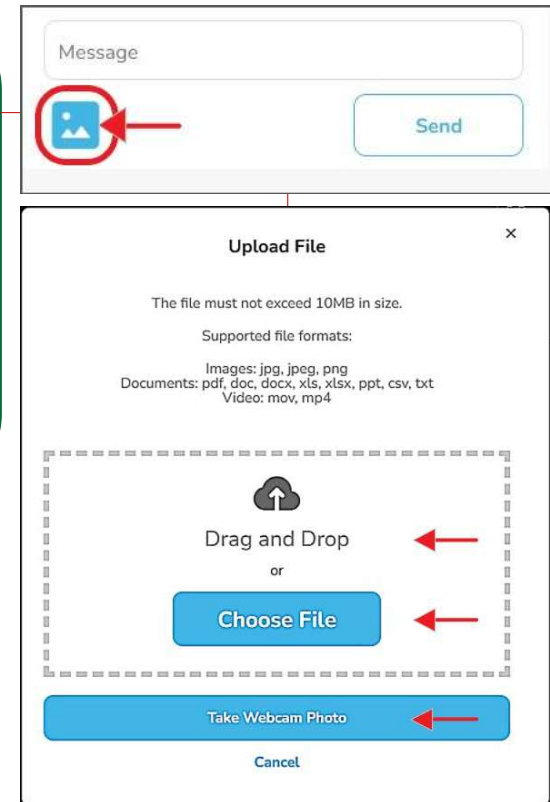 Message
Send
×
Upload File
The file must not exceed 10MB in size.
Supported file formats:
Images: jpg, jpeg, png
Documents: pdf, doc, docx, xls, xlsx, ppt, csv, txt
Video: mov, mp4
Drag and Drop
or
Choose File
Take Webcam Photo
Cancel